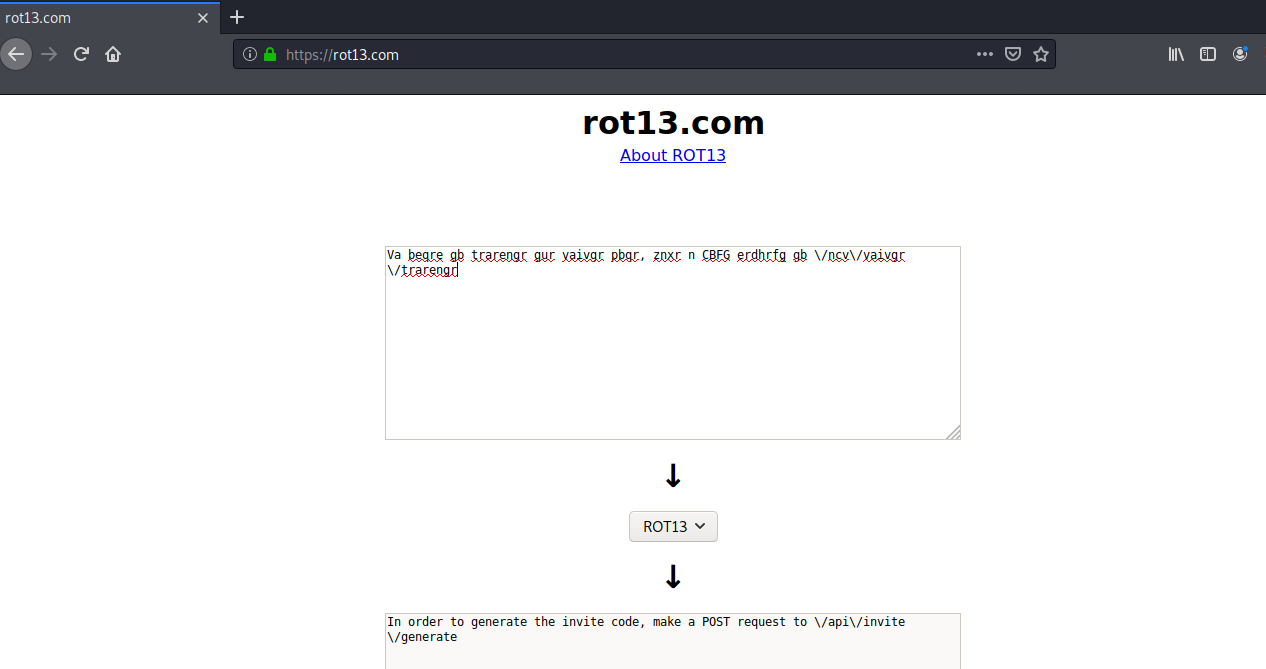 rot13.com
https://rot13.com
rot13.com
About ROT13
Va beqre gb trarengr gur vaivgr pbqr, znxr n CBFG erdhrfg gb \/ncv\/vaivgr
\/trarengr
ROT13
In order to generate the invite code, make a POST request to \/api\/invite
\/generate